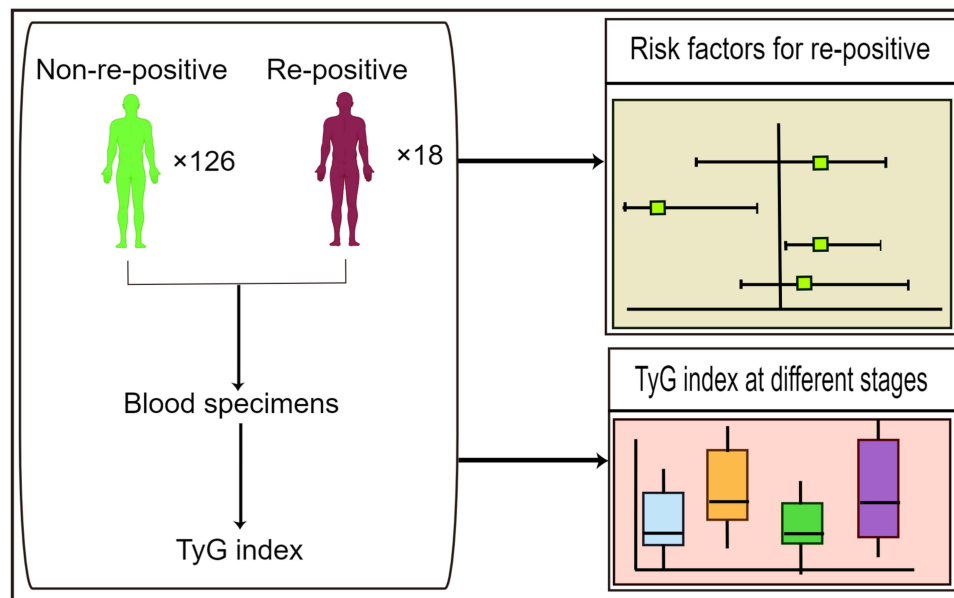 Non-re-positive
Re-positive
×126
×18
Blood specimens
TyG index
Risk factors for re-positive
TyG index at different stages